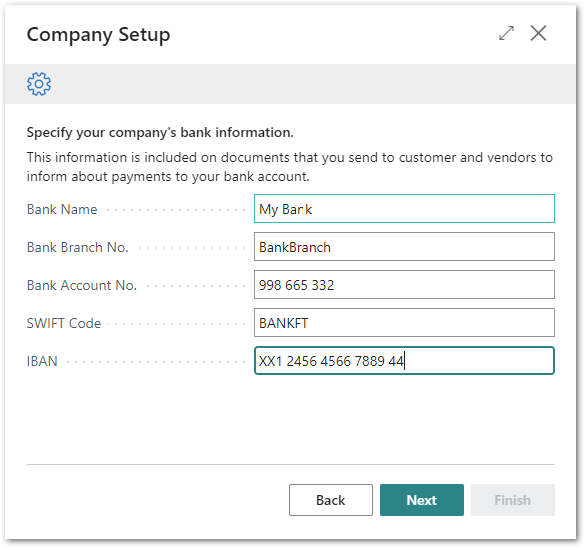 Company Setup
Specify your company's bank information.
This information is included on documents that you send to customer and vendors to
inform about payments to your bank account.
Bank Name My Bank
Bank Branch No. BankBranch
Bank Account No. 998 665 332
SWIFT Code BANKFT
IBAN XX1 2456 4566 7889 44
Back Next Finish